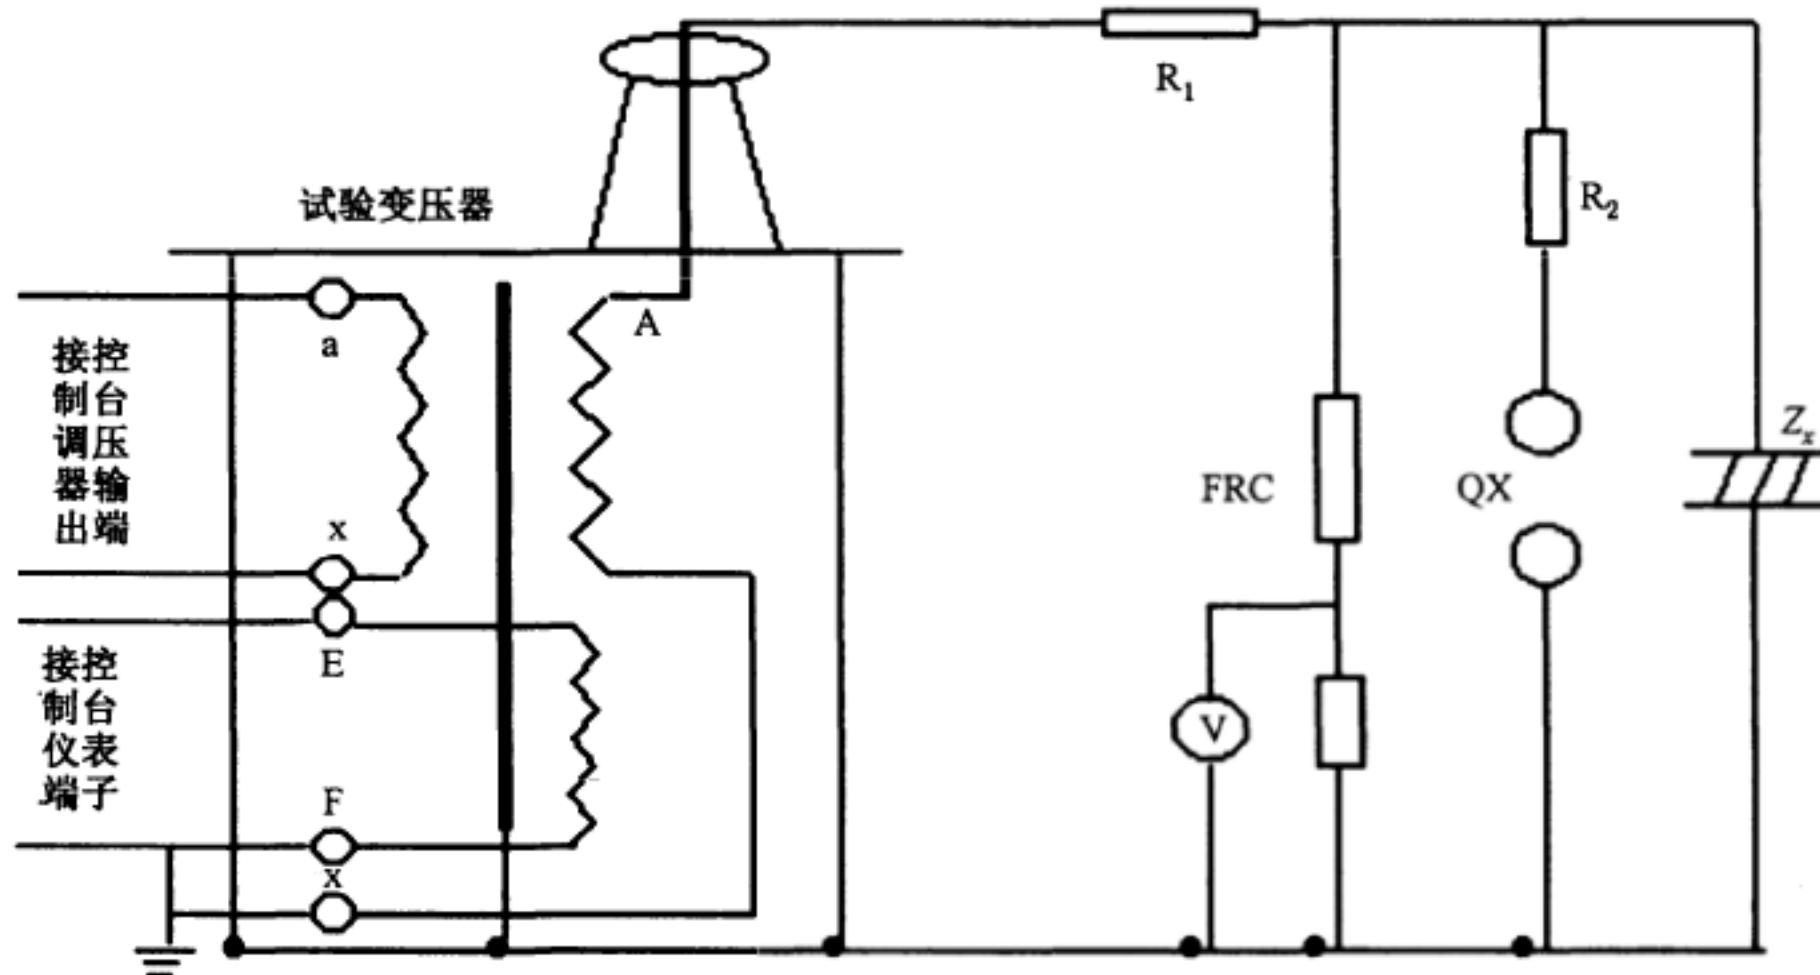 试验变压器
R₁
R₂
a
A
接控
制台
调压
器输
出端
x
E
接控
制台
仪表
端子
F
x
FRC
QX
Zₓ
V